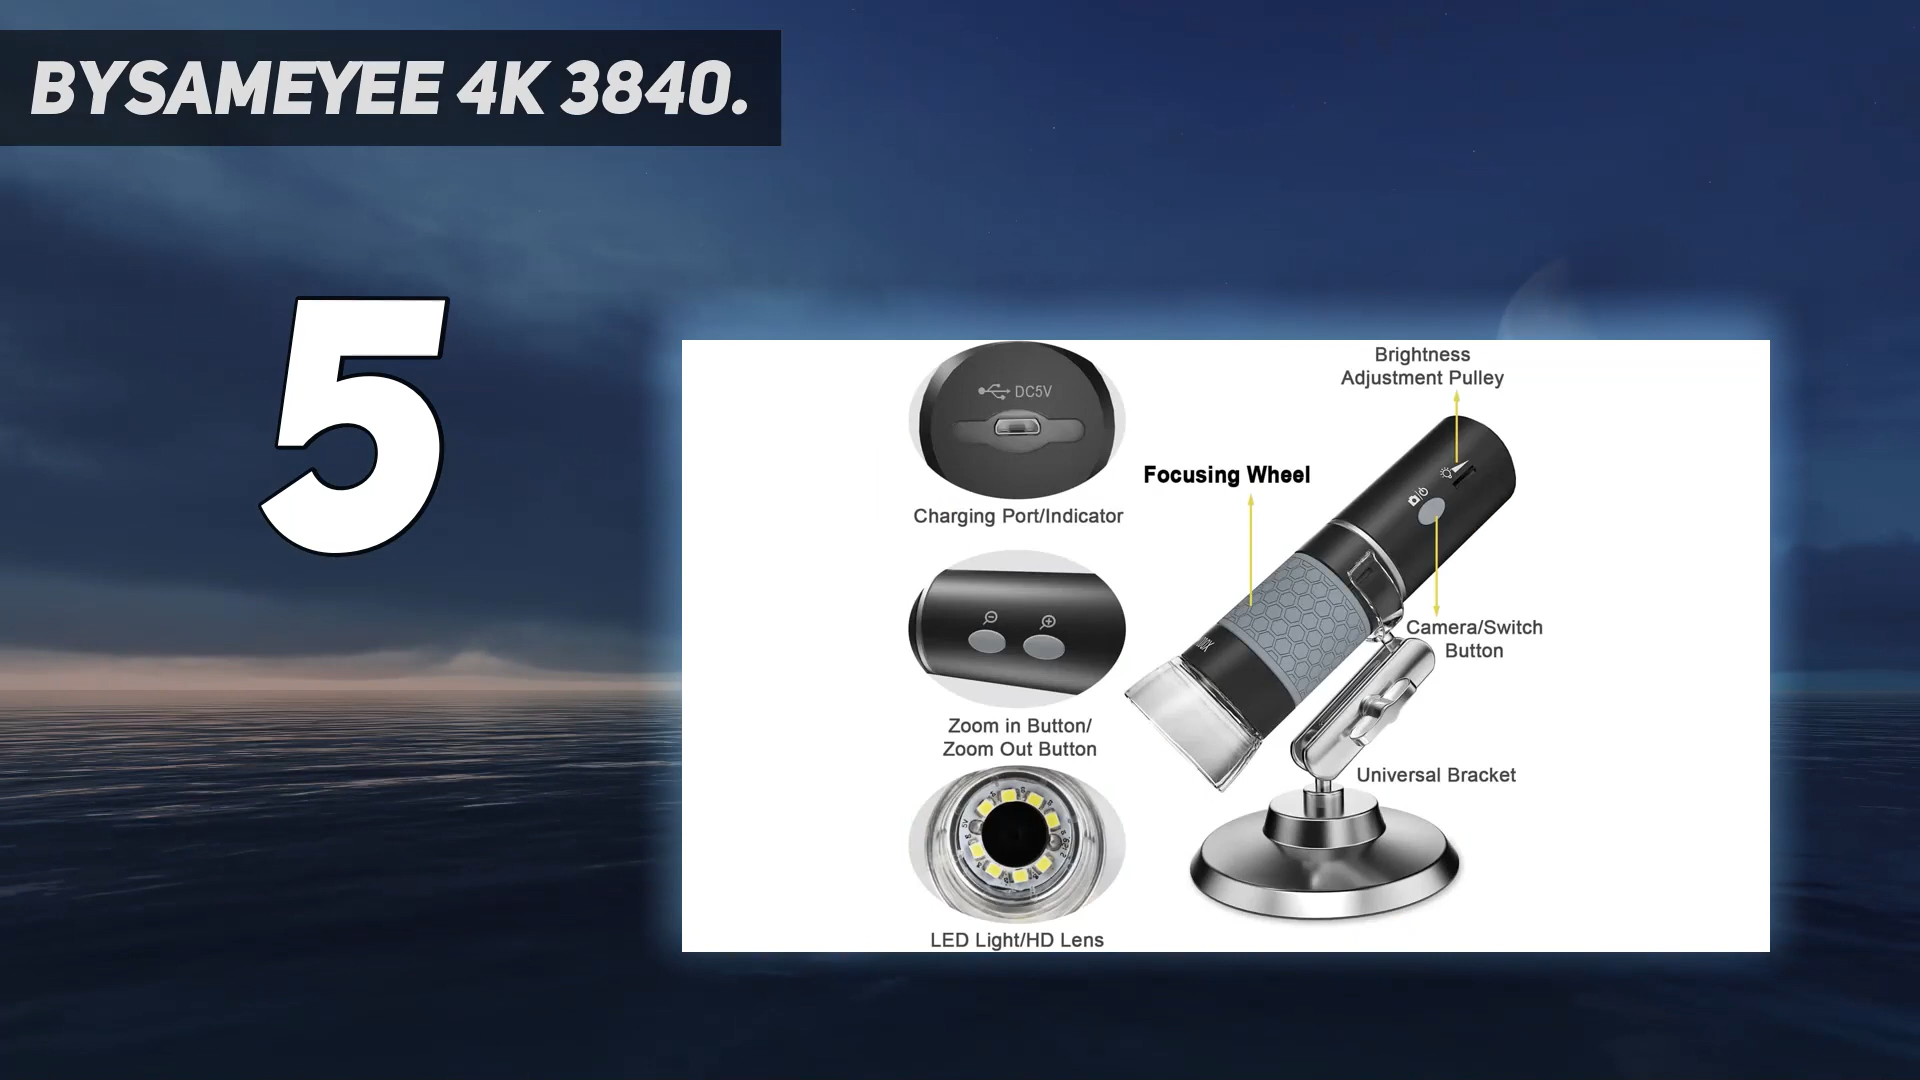 BYSAMEYEE 4K 3840.
5
DC5V
Charging Port/Indicator
Zoom in Button/
Zoom Out Button
LED Light/HD Lens
Brightness
Adjustment Pulley
Focusing Wheel
Camera/Switch
Button
Universal Bracket